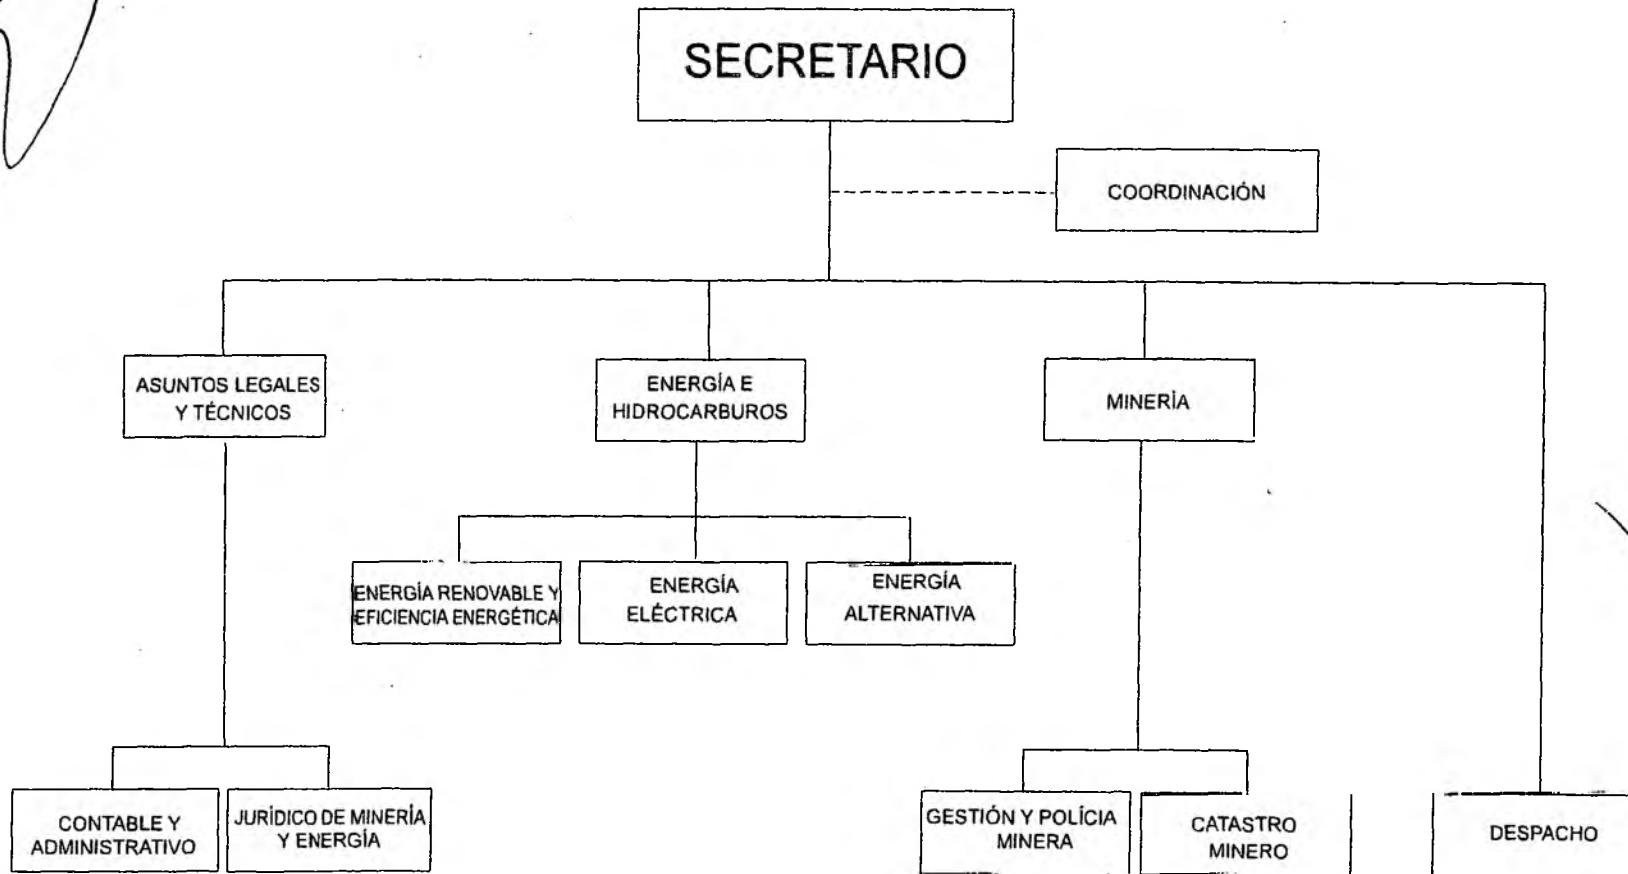 SECRETARIO
COORDINACIÓN
ASUNTOS LEGALES
Y TÉCNICOS
ENERGÍA E
HIDROCARBUROS
MINERÍA
ENERGÍA RENOVABLE Y
EFICIENCIA ENERGÉTICA
ENERGÍA
ELÉCTRICA
ENERGÍA
ALTERNATIVA
CONTABLE Y
ADMINISTRATIVO
JURÍDICO DE MINERÍA
Y ENERGÍA
GESTIÓN Y POLÍCIA
MINERA
CATASTRO
MINERO
DESPACHO